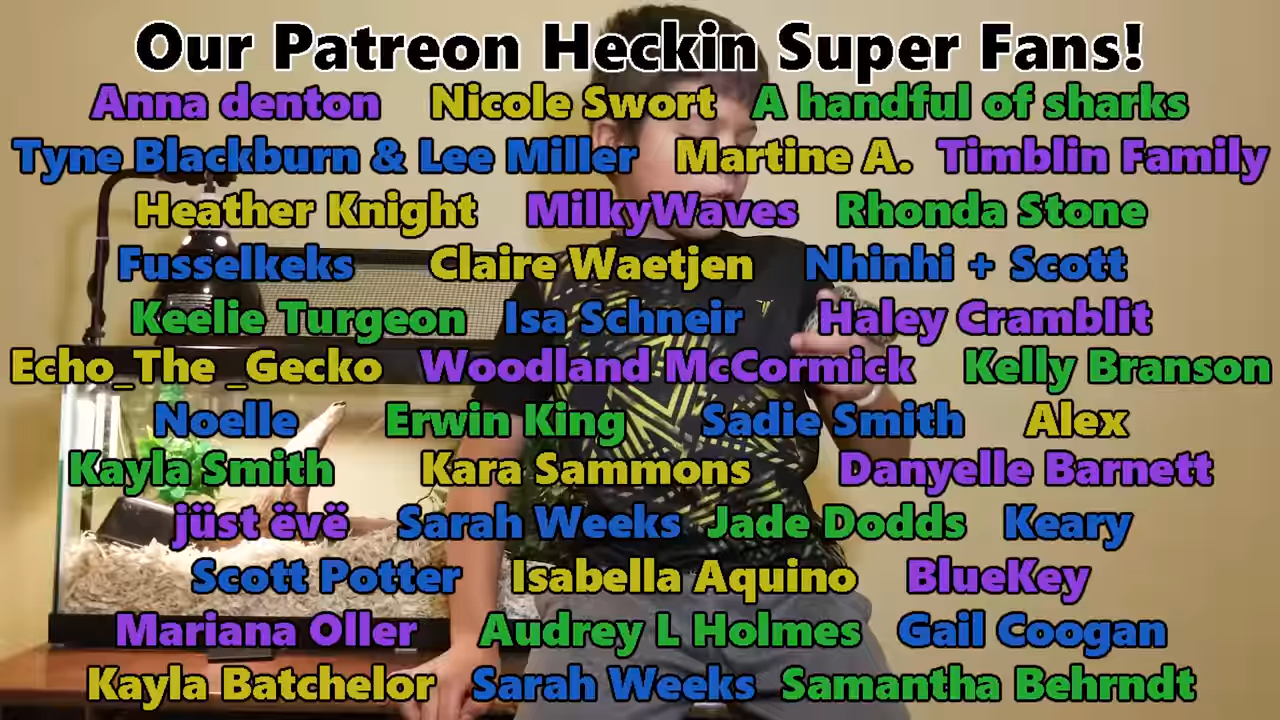 Our Patreon Heckin Super Fans!
Anna denton Nicole Swort A handful of sharks
Tyne Blackburn & Lee Miller Martine A. Timblin Family
Heather Knight MilkyWaves Rhonda Stone
Fusselkeks Claire Waetjen Nhinhi + Scott
Keelie Turgeon Isa Schneir Haley Cramblit
Echo_The _Gecko Woodland McCormick Kelly Branson
Noelle Erwin King Sadie Smith Alex
Kayla Smith Kara Sammons Danyelle Barnett
jüst ëvë Sarah Weeks Jade Dodds Keary
Scott Potter Isabella Aquino BlueKey
Mariana Oller Audrey L Holmes Gail Coogan
Kayla Batchelor Sarah Weeks Samantha Behrndt